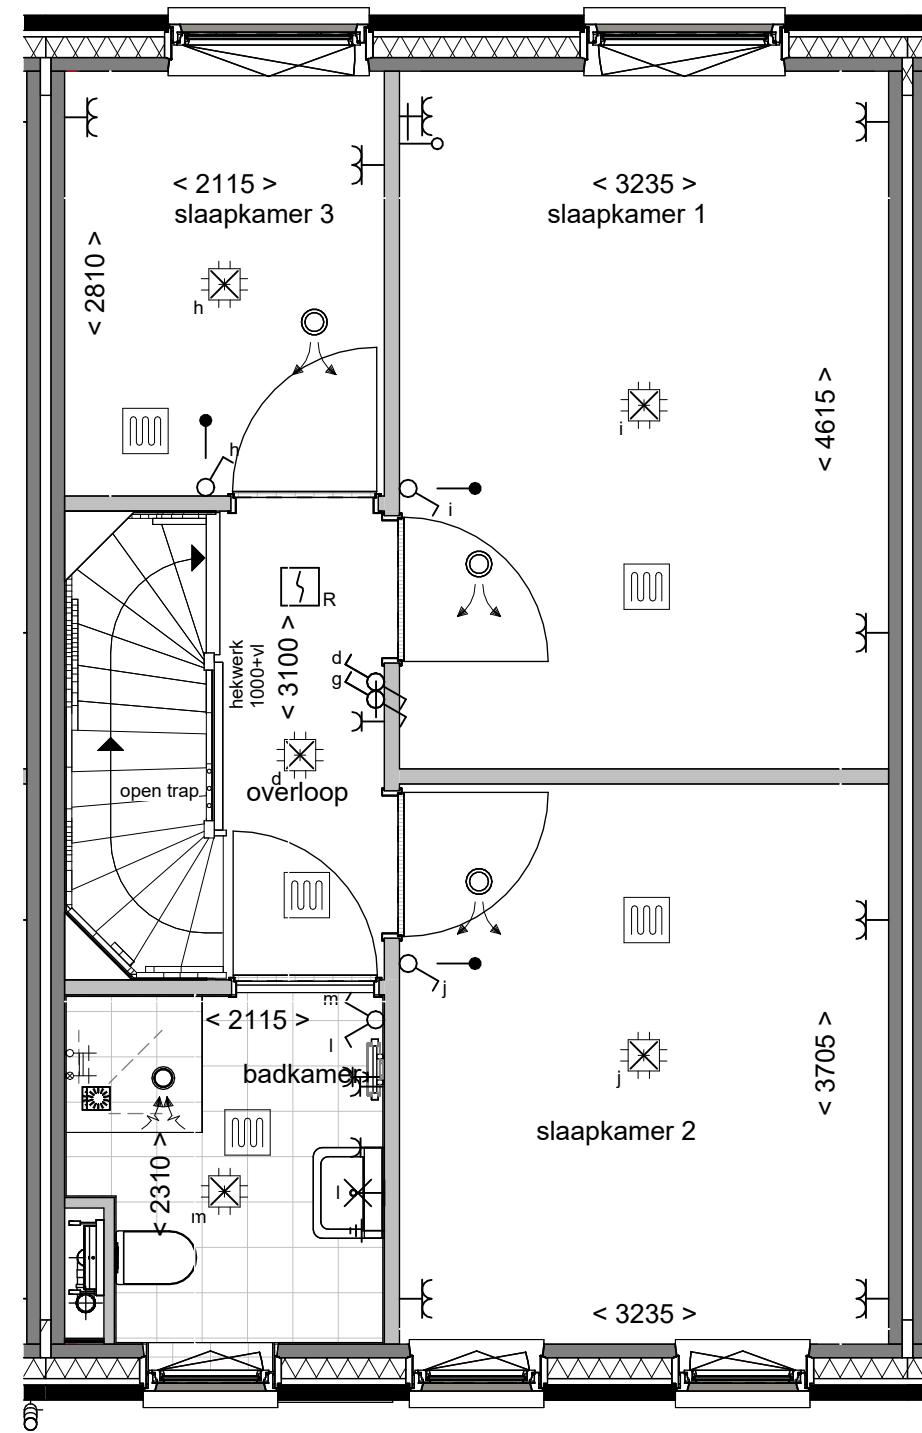 < 2115 >
slaapkamer 3
< 3235 >
slaapkamer 1
< 2810 >
h
< 4615 >
i
h
i
R
hekwerk
1000+vl
< 3100 >
d
g
d
open trap
overloop
j
m
< 2115 >
l
badkamer
j
< 3705 >
slaapkamer 2
< 2310 >
l
m
< 3235 >